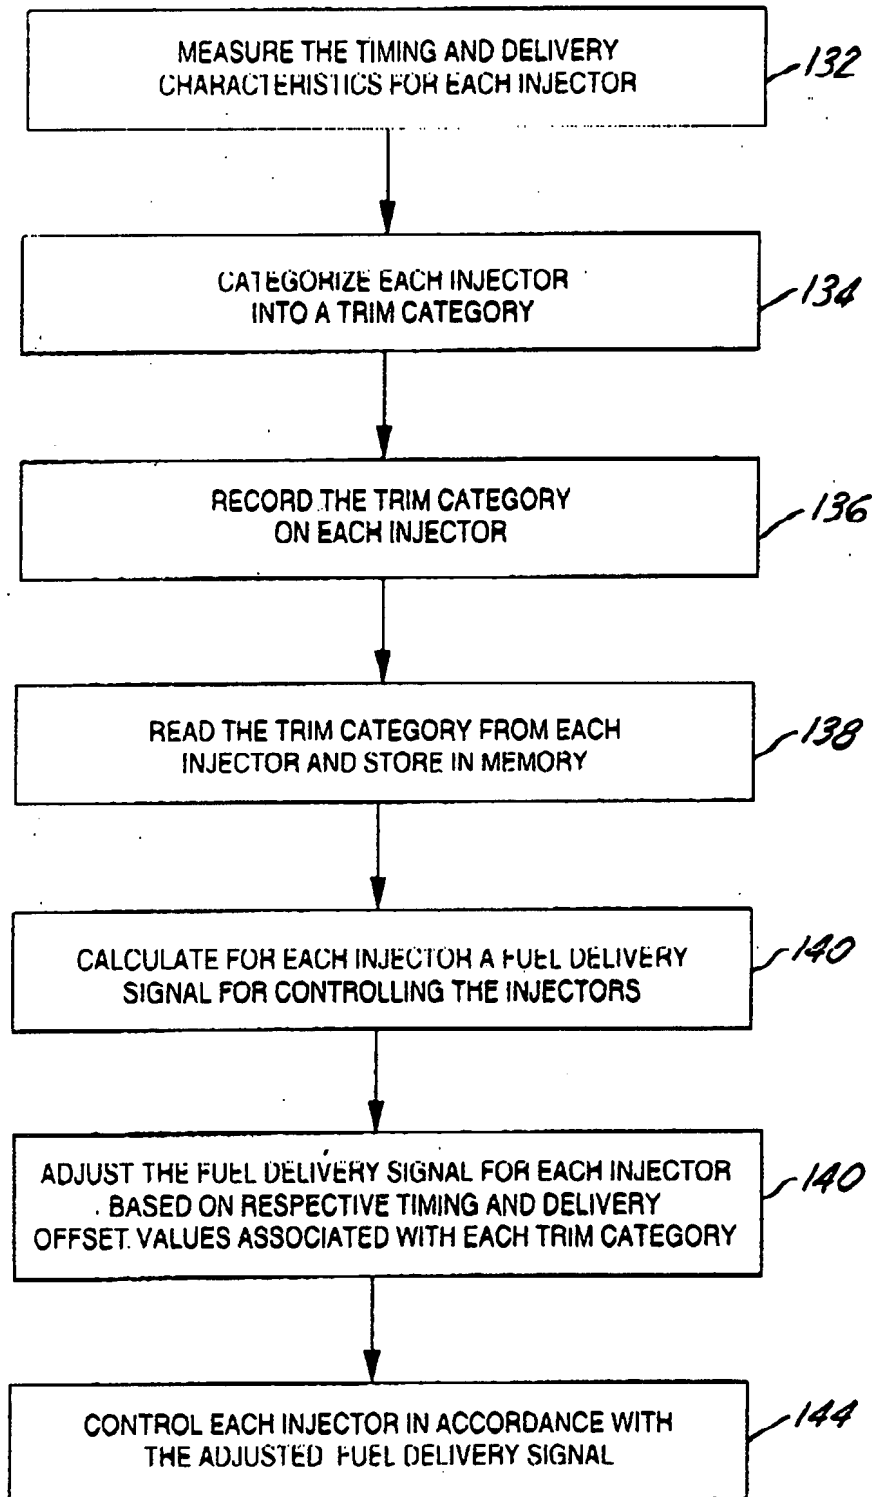 MEASURE THE TIMING AND DELIVERY
CHARACTERISTICS FOR EACH INJECTOR
132
CATEGORIZE EACH INJECTOR
INTO A TRIM CATEGORY
134
RECORD THE TRIM CATEGORY
ON EACH INJECTOR
136
READ THE TRIM CATEGORY FROM EACH
INJECTOR AND STORE IN MEMORY
138
CALCULATE FOR EACH INJECTOR A FUEL DELIVERY
SIGNAL FOR CONTROLLING THE INJECTORS
140
ADJUST THE FUEL DELIVERY SIGNAL FOR EACH INJECTOR
BASED ON RESPECTIVE TIMING AND DELIVERY
OFFSET VALUES ASSOCIATED WITH EACH TRIM CATEGORY
140
CONTROL EACH INJECTOR IN ACCORDANCE WITH
THE ADJUSTED FUEL DELIVERY SIGNAL
144